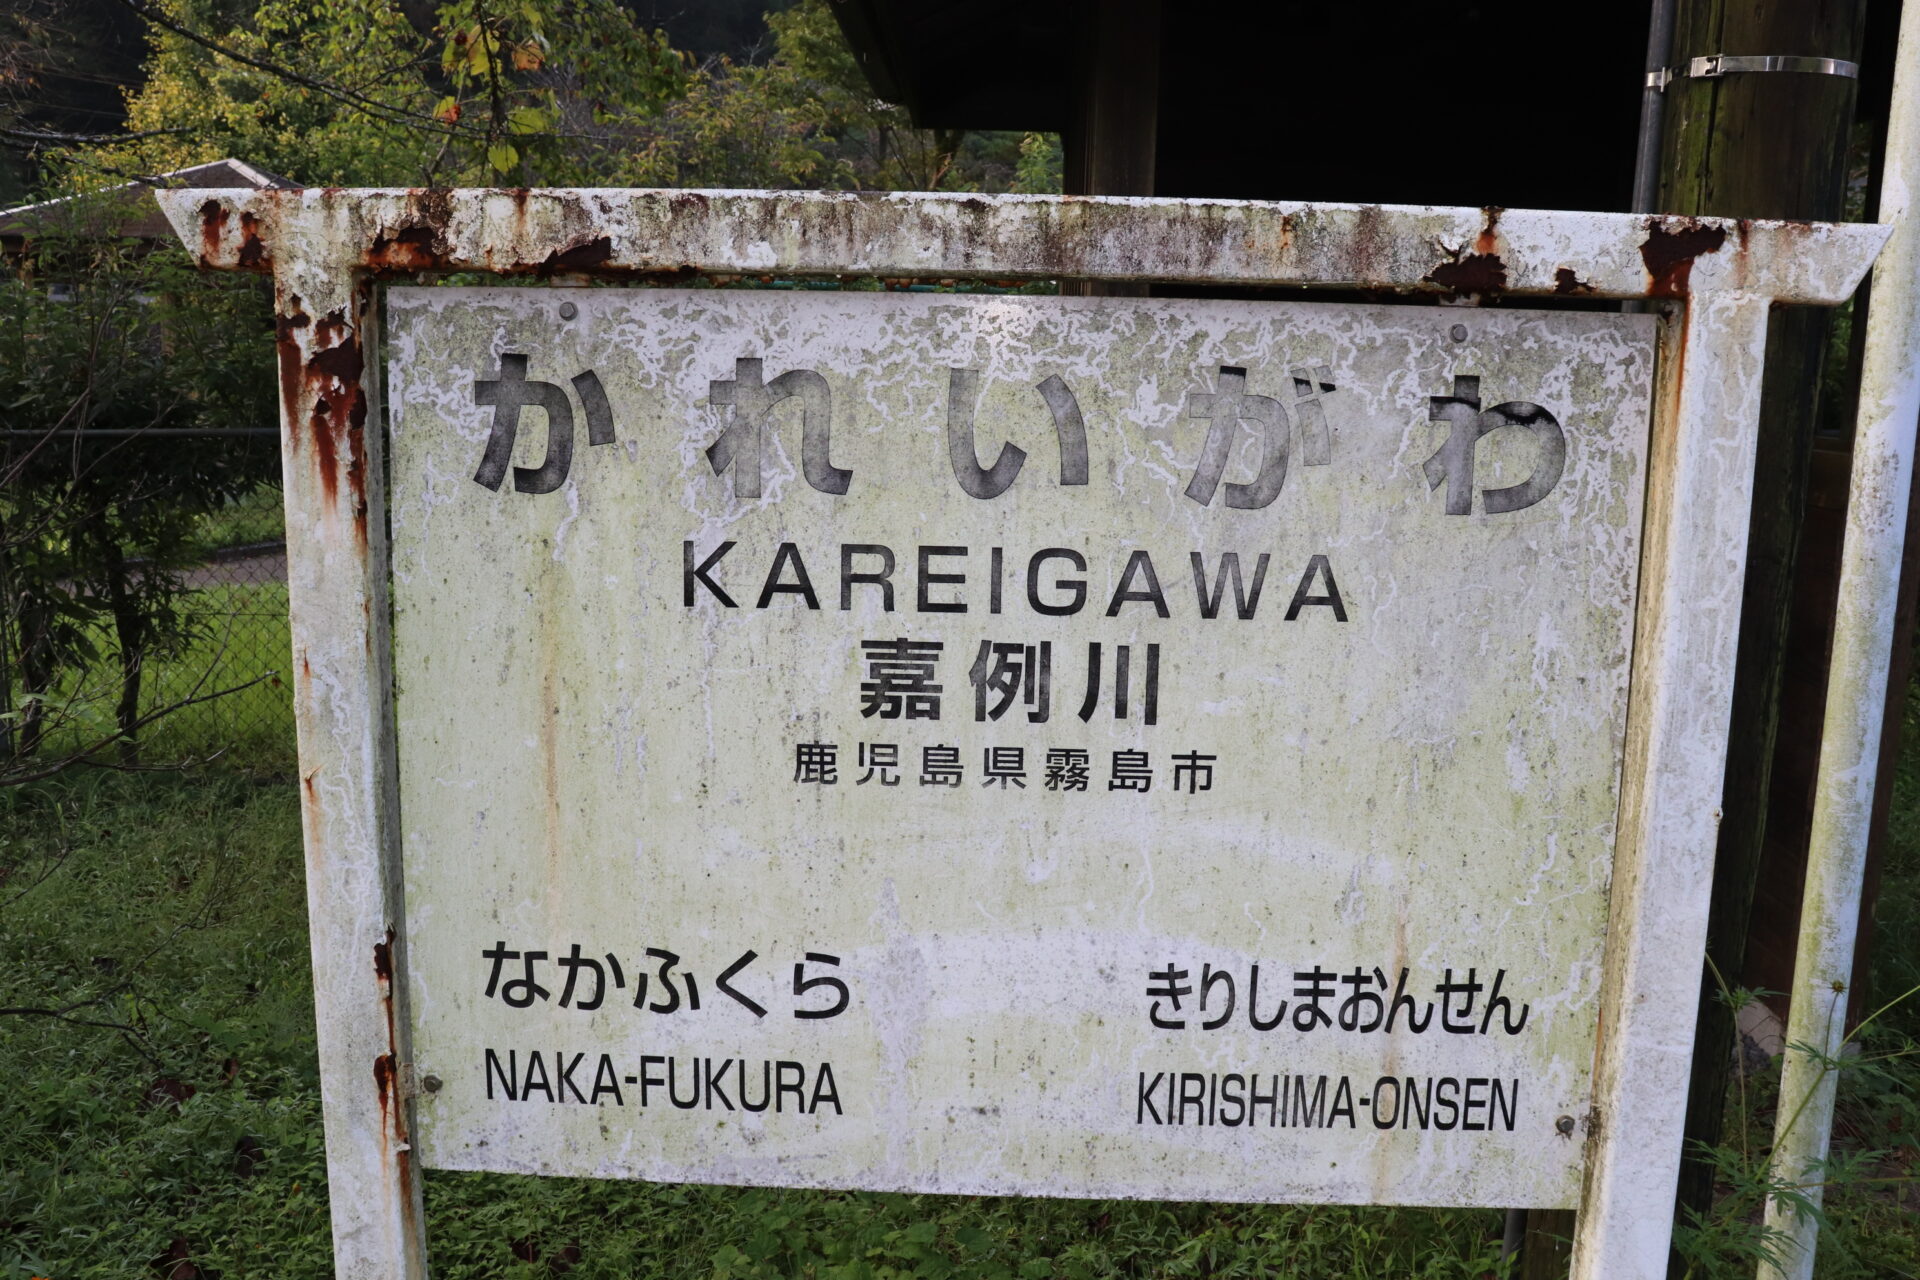 かれいがわ
KAREIGAWA
嘉例川
鹿児島県霧島市
なかふくら
きりしまおんせん
NAKA-FUKURA
KIRISHIMA-ONSEN